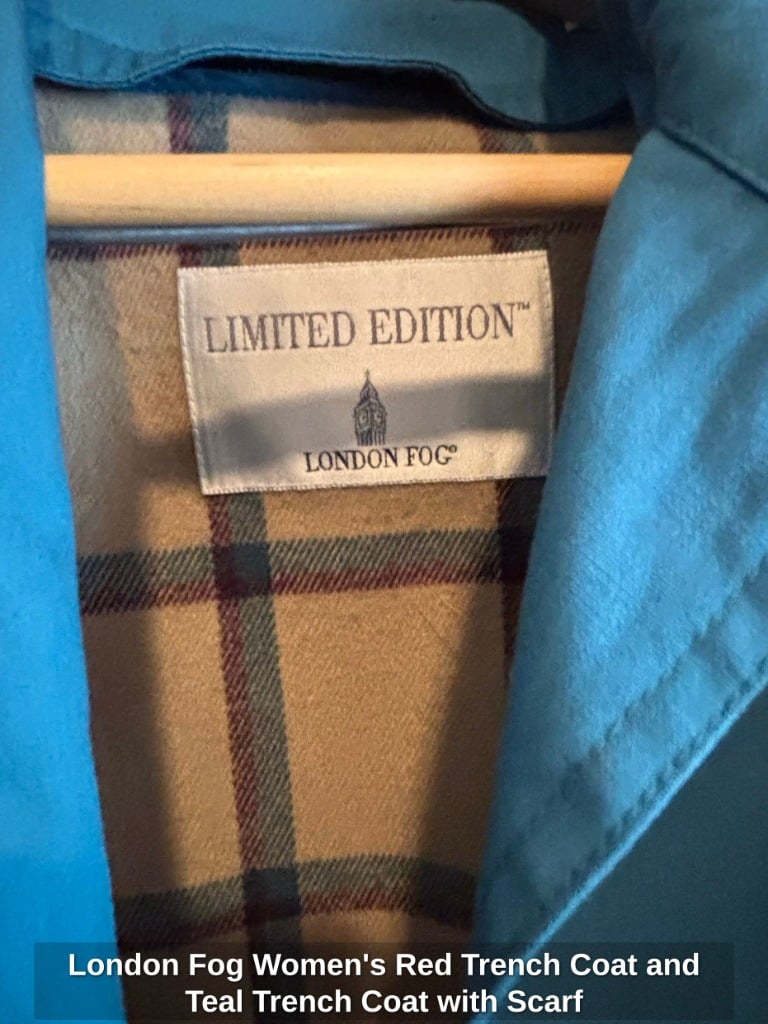 LIMITED EDITION™
LONDON FOG®
London Fog Women's Red Trench Coat and
Teal Trench Coat with Scarf